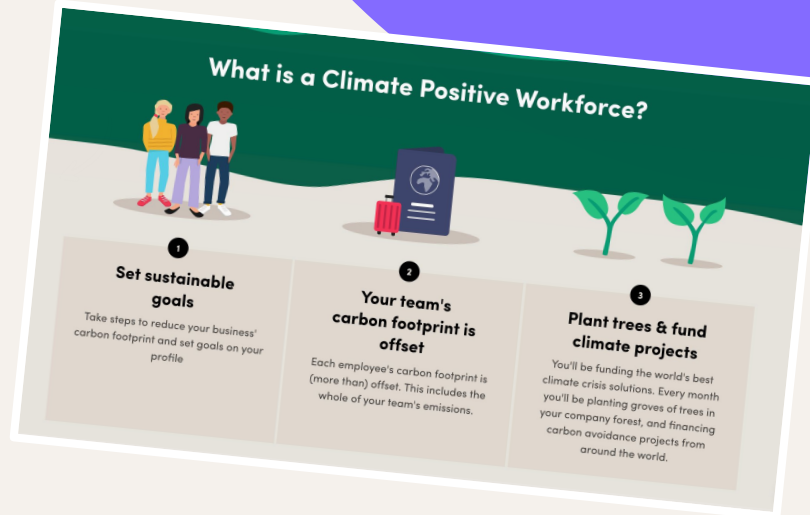 What is a Climate Positive Workforce?
1
Set sustainable
goals
Take steps to reduce your business'
carbon footprint and set goals on your
profile
2
Your team's
carbon footprint is
offset
Each employee's carbon footprint is
(more than) offset. This includes the
whole of your team's emissions.
3
Plant trees & fund
climate projects
You'll be funding the world's best
climate crisis solutions. Every month
you'll be planting groves of trees in
your company forest, and financing
carbon avoidance projects from
around the world.